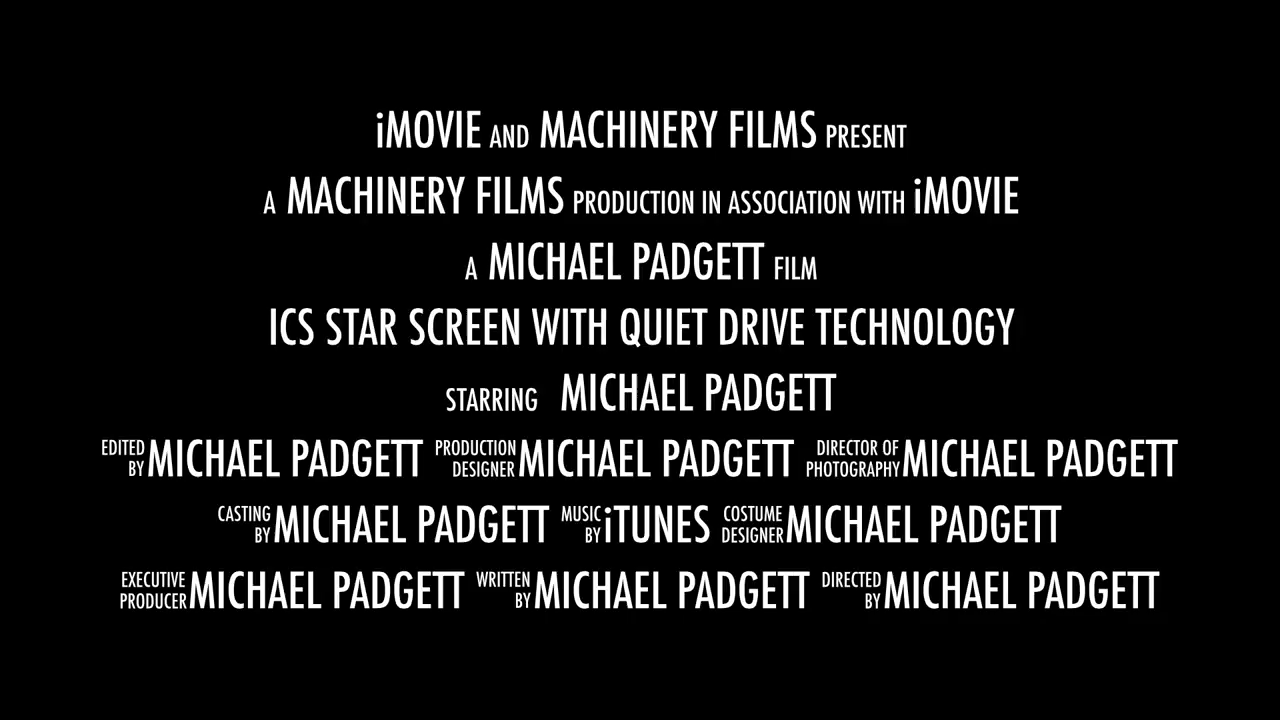 iMOVIE AND MACHINERY FILMS PRESENT
A MACHINERY FILMS PRODUCTION IN ASSOCIATION WITH iMOVIE
A MICHAEL PADGETT FILM
ICS STAR SCREEN WITH QUIET DRIVE TECHNOLOGY
STARRING MICHAEL PADGETT
EDITED BY MICHAEL PADGETT PRODUCTION DESIGNER MICHAEL PADGETT DIRECTOR OF PHOTOGRAPHY MICHAEL PADGETT
CASTING BY MICHAEL PADGETT MUSIC BY iTUNES COSTUME DESIGNER MICHAEL PADGETT
EXECUTIVE PRODUCER MICHAEL PADGETT WRITTEN BY MICHAEL PADGETT DIRECTED BY MICHAEL PADGETT